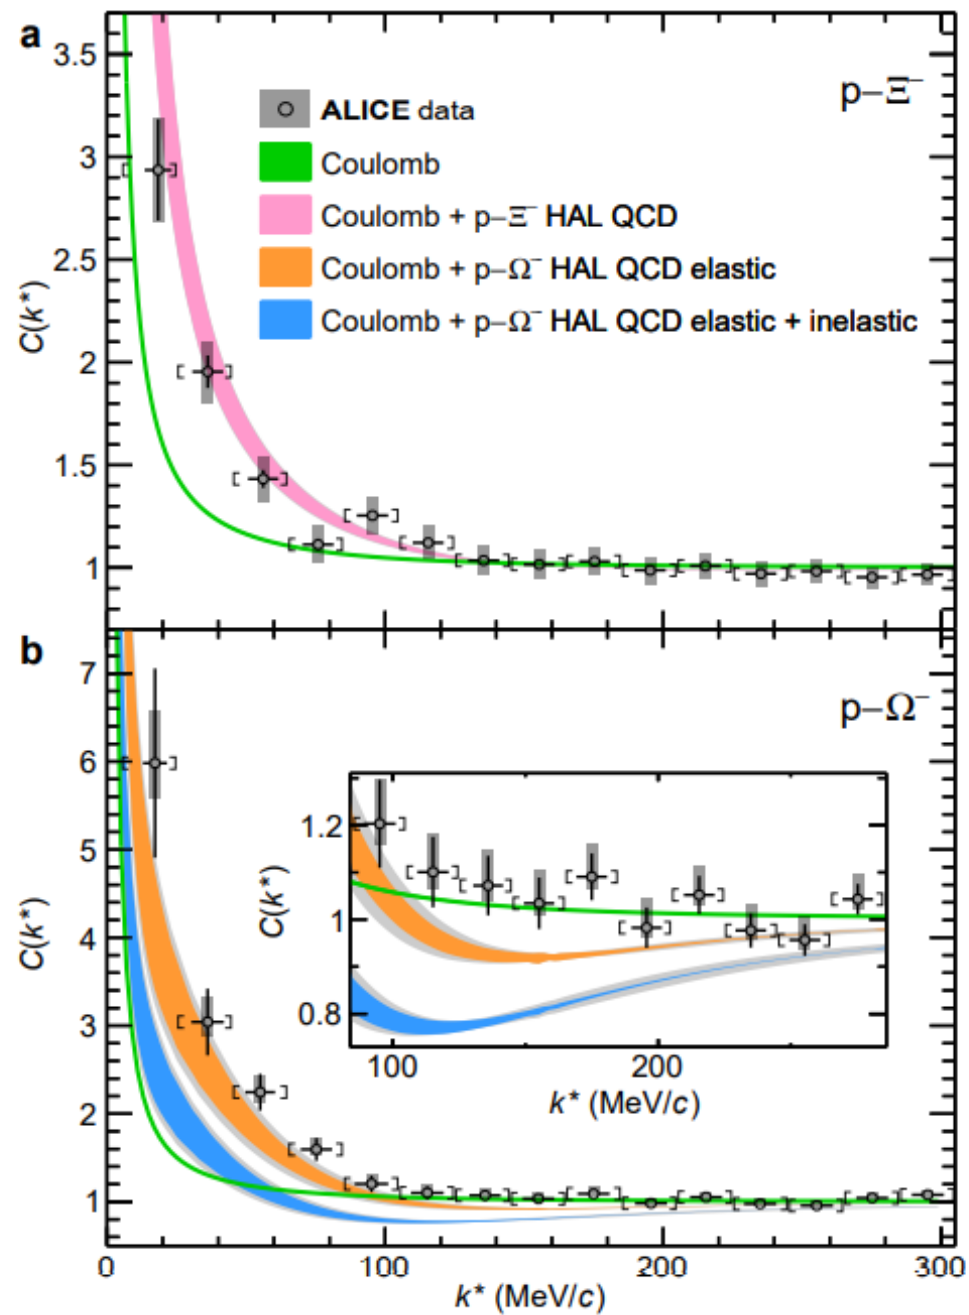 a
p–Ξ⁻
ALICE data
Coulomb
Coulomb + p–Ξ⁻ HAL QCD
Coulomb + p–Ω⁻ HAL QCD elastic
Coulomb + p–Ω⁻ HAL QCD elastic + inelastic
C(k*)
3.5
3
2.5
2
1.5
1
b
p–Ω⁻
C(k*)
7
6
5
4
3
2
1
C(k*)
1.2
1
0.8
100 200
k* (MeV/c)
0 100 200 300
k* (MeV/c)